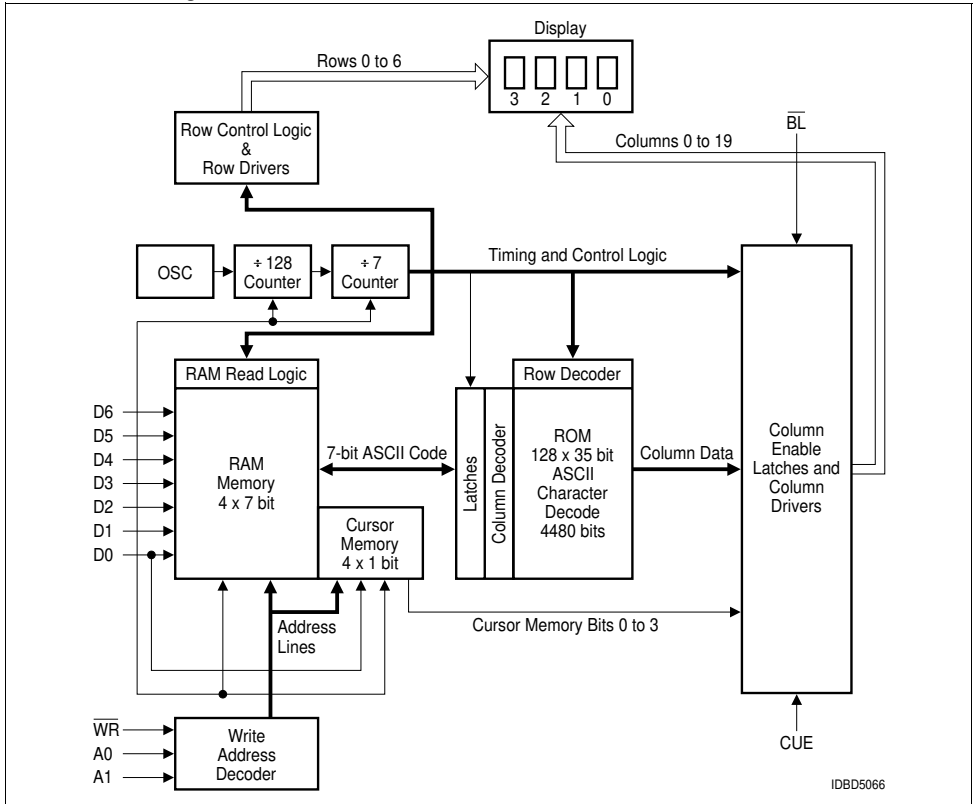 Display
Rows 0 to 6
3 2 1 0
Row Control Logic
&
Row Drivers
Columns 0 to 19
BL
OSC
÷ 128
Counter
÷ 7
Counter
Timing and Control Logic
RAM Read Logic
Row Decoder
D6
D5
D4
D3
D2
D1
D0
RAM
Memory
4 x 7 bit
7-bit ASCII Code
Latches
Column Decoder
ROM
128 x 35 bit
ASCII
Character
Decode
4480 bits
Column Data
Column
Enable
Latches and
Column
Drivers
Cursor
Memory
4 x 1 bit
Address
Lines
Cursor Memory Bits 0 to 3
WR
A0
A1
Write
Address
Decoder
CUE
IDBD5066